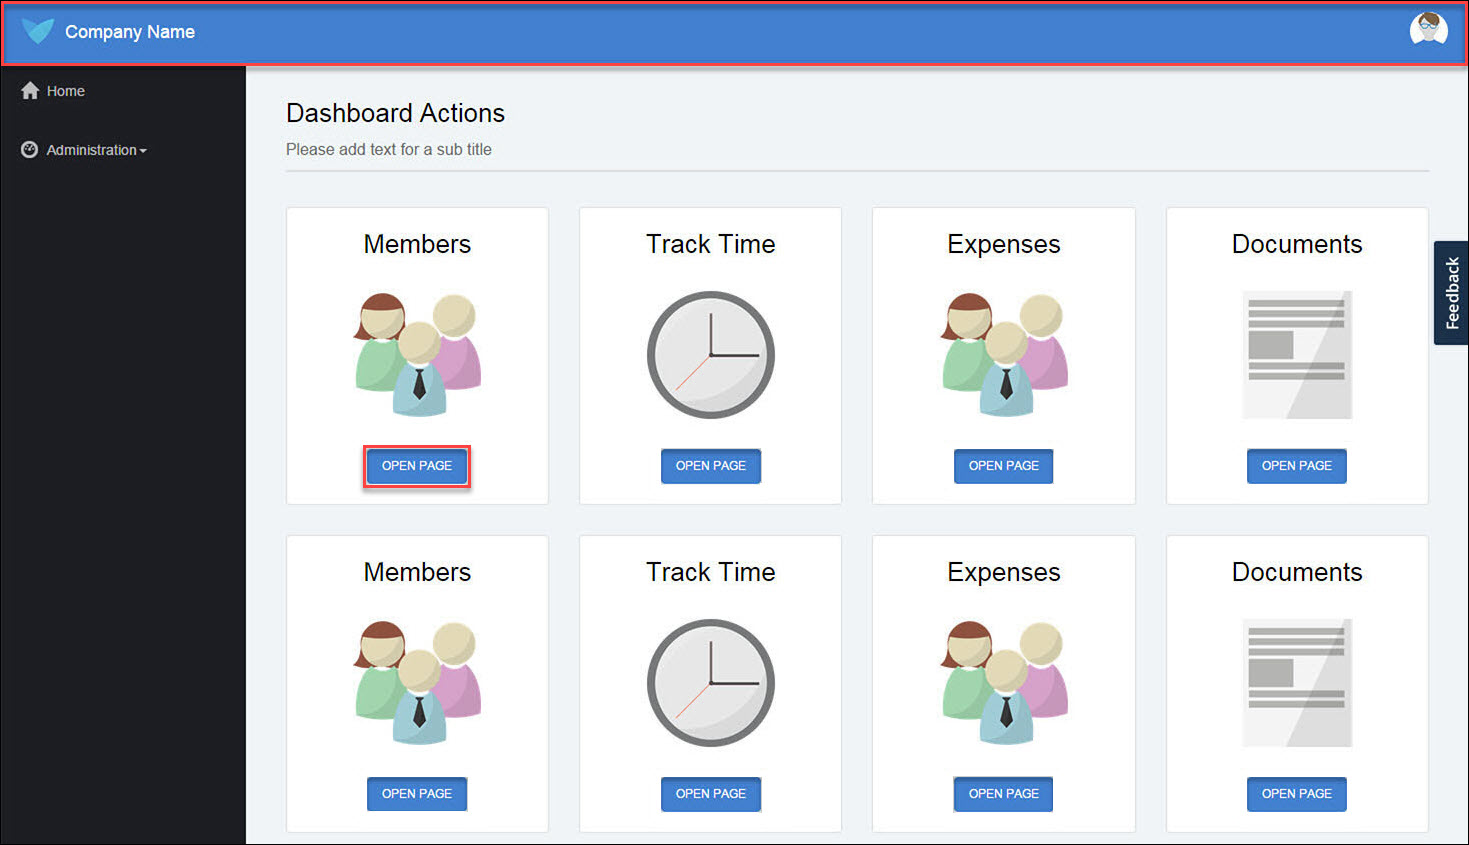 Company Name
Home
Administration
Dashboard Actions
Please add text for a sub title
Members
Track Time
Expenses
Documents
OPEN PAGE
OPEN PAGE
OPEN PAGE
OPEN PAGE
Feedback
Members
Track Time
Expenses
Documents
OPEN PAGE
OPEN PAGE
OPEN PAGE
OPEN PAGE